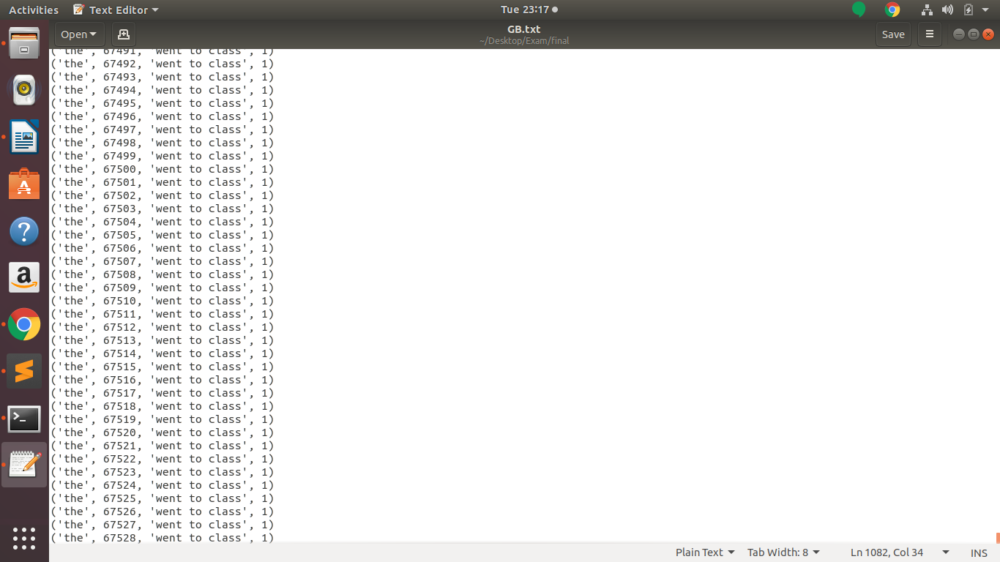 Activities Text Editor Tue 23:17
Open GB.txt Save
~/Desktop/Exam/final
('the', 67491, 'went to class', 1)
('the', 67492, 'went to class', 1)
('the', 67493, 'went to class', 1)
('the', 67494, 'went to class', 1)
('the', 67495, 'went to class', 1)
('the', 67496, 'went to class', 1)
('the', 67497, 'went to class', 1)
('the', 67498, 'went to class', 1)
('the', 67499, 'went to class', 1)
('the', 67500, 'went to class', 1)
('the', 67501, 'went to class', 1)
('the', 67502, 'went to class', 1)
('the', 67503, 'went to class', 1)
('the', 67504, 'went to class', 1)
('the', 67505, 'went to class', 1)
('the', 67506, 'went to class', 1)
('the', 67507, 'went to class', 1)
('the', 67508, 'went to class', 1)
('the', 67509, 'went to class', 1)
('the', 67510, 'went to class', 1)
('the', 67511, 'went to class', 1)
('the', 67512, 'went to class', 1)
('the', 67513, 'went to class', 1)
('the', 67514, 'went to class', 1)
('the', 67515, 'went to class', 1)
('the', 67516, 'went to class', 1)
('the', 67517, 'went to class', 1)
('the', 67518, 'went to class', 1)
('the', 67519, 'went to class', 1)
('the', 67520, 'went to class', 1)
('the', 67521, 'went to class', 1)
('the', 67522, 'went to class', 1)
('the', 67523, 'went to class', 1)
('the', 67524, 'went to class', 1)
('the', 67525, 'went to class', 1)
('the', 67526, 'went to class', 1)
('the', 67527, 'went to class', 1)
('the', 67528, 'went to class', 1)
Plain Text Tab Width: 8 Ln 1082, Col 34 INS